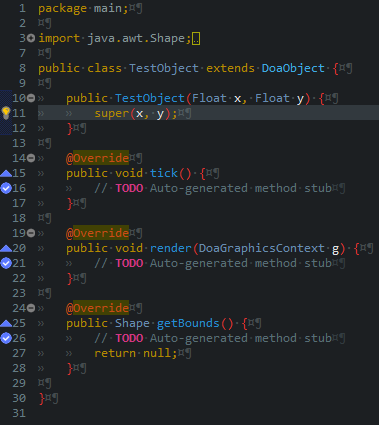 1 package main;
2
3 import java.awt.Shape;
7
8 public class TestObject extends DoaObject {
9
10 public TestObject(Float x, Float y) {
11 super(x, y);
12 }
13
14 @Override
15 public void tick() {
16 // TODO Auto-generated method stub
17 }
18
19 @Override
20 public void render(DoaGraphicsContext g) {
21 // TODO Auto-generated method stub
22 }
23
24 @Override
25 public Shape getBounds() {
26 // TODO Auto-generated method stub
27 return null;
28 }
29
30 }
31